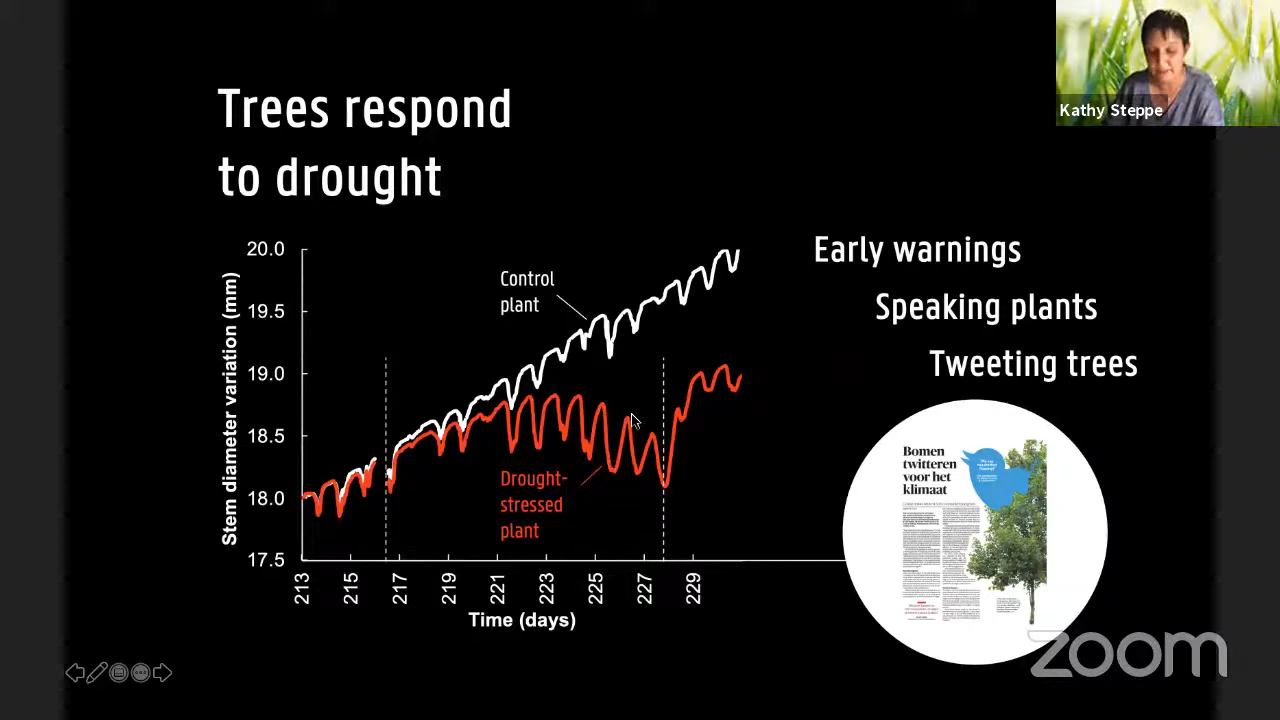 Kathy Steppe
Trees respond
to drought
Early warnings
Speaking plants
Tweeting trees
Stem diameter variation (mm)
20.0
19.5
19.0
18.5
18.0
17.5
Control
plant
Drought-
stressed
plant
213
215
217
219
221
223
225
227
229
Time (days)
Bomen
twitteren
voor het
klimaat
zoom